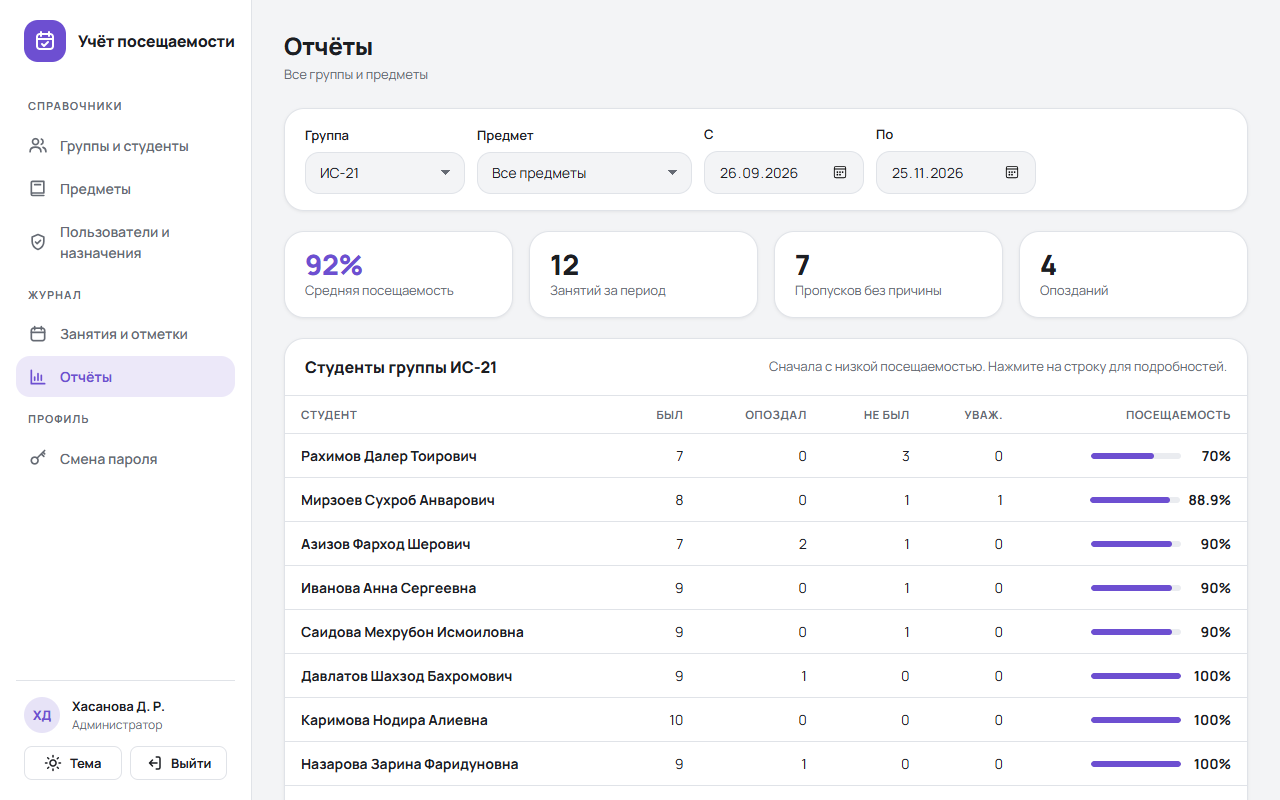 Учёт посещаемости
СПРАВОЧНИКИ
Группы и студенты
Предметы
Пользователи и
назначения
ЖУРНАЛ
Занятия и отметки
Отчёты
ПРОФИЛЬ
Смена пароля
ХД
Хасанова Д. Р.
Администратор
Тема
Выйти
Отчёты
Все группы и предметы
Группа Предмет С По
ИС-21 Все предметы 26.09.2026 25.11.2026
92% 12 7 4
Средняя посещаемость Занятий за период Пропусков без причины Опозданий
Студенты группы ИС-21 Сначала с низкой посещаемостью. Нажмите на строку для подробностей.
СТУДЕНТ БЫЛ ОПОЗДАЛ НЕ БЫЛ УВАЖ. ПОСЕЩАЕМОСТЬ
Рахимов Далер Тоирович 7 0 3 0 70%
Мирзоев Сухроб Анварович 8 0 1 1 88.9%
Азизов Фарход Шерович 7 2 1 0 90%
Иванова Анна Сергеевна 9 0 1 0 90%
Саидова Мехрубон Исмоиловна 9 0 1 0 90%
Давлатов Шахзод Бахромович 9 1 0 0 100%
Каримова Нодира Алиевна 10 0 0 0 100%
Назарова Зарина Фаридуновна 9 1 0 0 100%